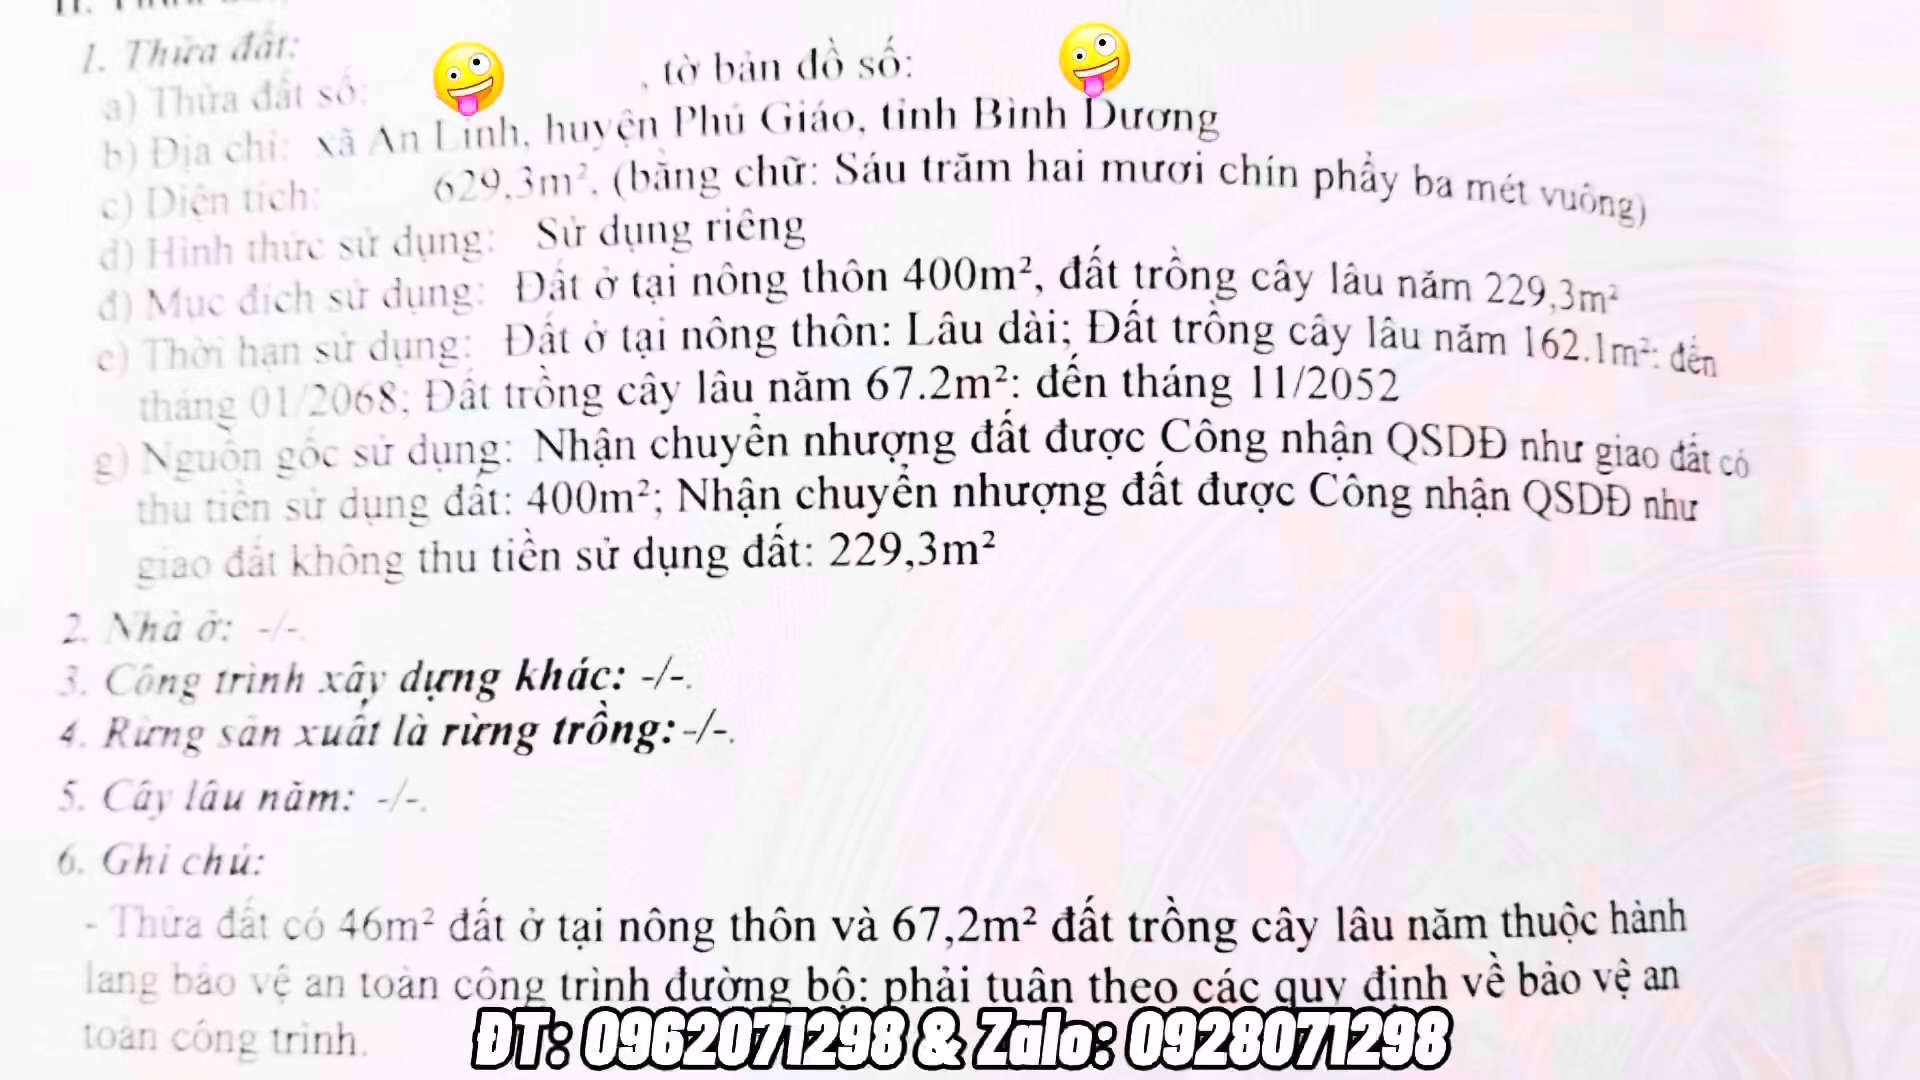 1. Thửa đất:
a) Thửa đất số: , tờ bản đồ số:
b) Địa chỉ: xã An Linh, huyện Phú Giáo, tỉnh Bình Dương
c) Diện tích: 629,3m², (bằng chữ: Sáu trăm hai mươi chín phẩy ba mét vuông)
d) Hình thức sử dụng: Sử dụng riêng
đ) Mục đích sử dụng: Đất ở tại nông thôn 400m², đất trồng cây lâu năm 229,3m²
e) Thời hạn sử dụng: Đất ở tại nông thôn: Lâu dài; Đất trồng cây lâu năm 162.1m²: đến
tháng 01/2068; Đất trồng cây lâu năm 67.2m²: đến tháng 11/2052
g) Nguồn gốc sử dụng: Nhận chuyển nhượng đất được Công nhận QSDĐ như giao đất có
thu tiền sử dụng đất: 400m²; Nhận chuyển nhượng đất được Công nhận QSDĐ như
giao đất không thu tiền sử dụng đất: 229,3m²
2. Nhà ở: -/-.
3. Công trình xây dựng khác: -/-.
4. Rừng sản xuất là rừng trồng: -/-.
5. Cây lâu năm: -/-.
6. Ghi chú:
- Thửa đất có 46m² đất ở tại nông thôn và 67,2m² đất trồng cây lâu năm thuộc hành
lang bảo vệ an toàn công trình đường bộ: phải tuân theo các quy định về bảo vệ an
toàn công trình.
ĐT: 0962071298 & Zalo: 0928071298